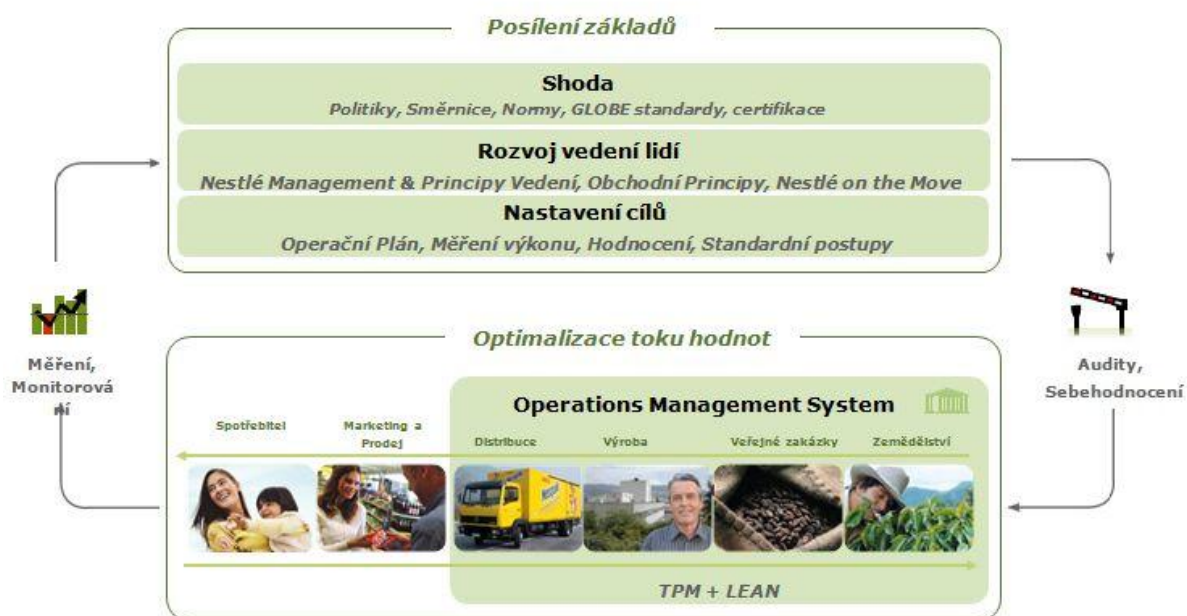 Posílení základů
Shoda
Politiky, Směrnice, Normy, GLOBE standardy, certifikace
Rozvoj vedení lidí
Nestlé Management & Principy Vedení, Obchodní Principy, Nestlé on the Move
Nastavení cílů
Operační Plán, Měření výkonu, Hodnocení, Standardní postupy
Měření,
Monitorová
ní
Audity,
Sebehodnocení
Optimalizace toku hodnot
Operations Management System
Spotřebitel
Marketing a
Prodej
Distribuce
Výroba
Veřejné zakázky
Zemědělství
TPM + LEAN